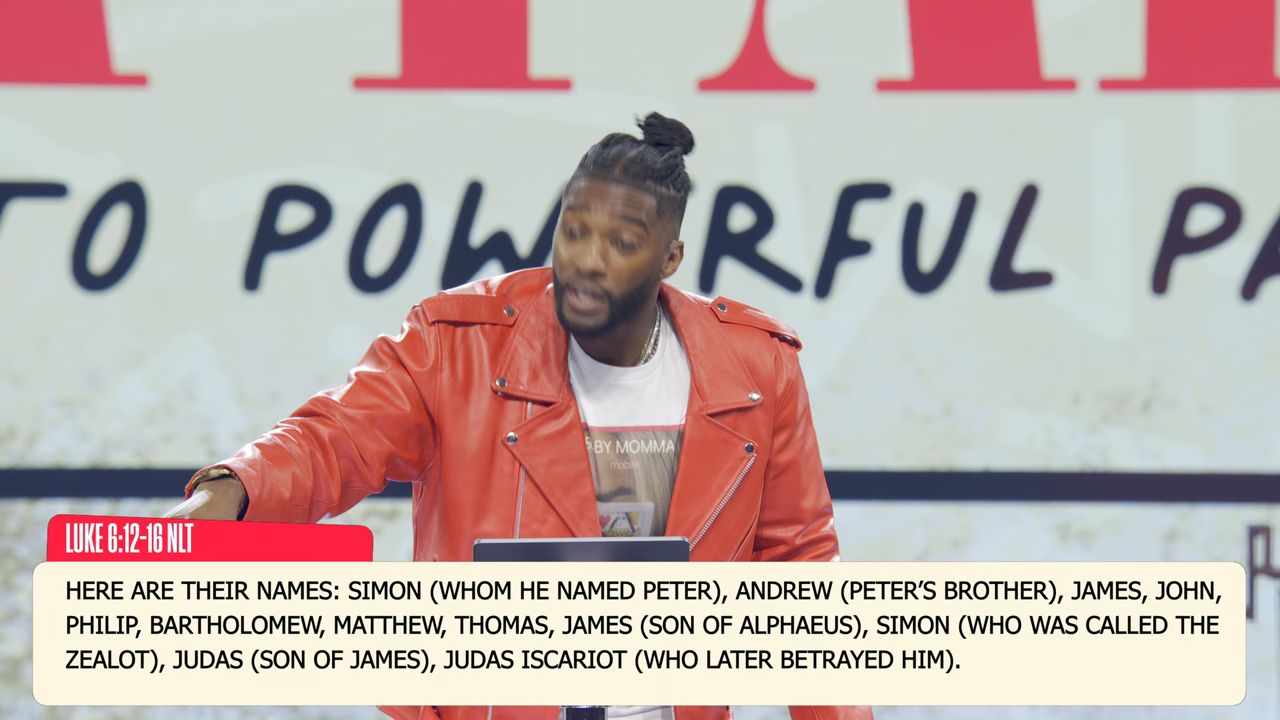 TO POWERFUL PA
BY MOMMA
LUKE 6:12-16 NLT
HERE ARE THEIR NAMES: SIMON (WHOM HE NAMED PETER), ANDREW (PETER’S BROTHER), JAMES, JOHN,
PHILIP, BARTHOLOMEW, MATTHEW, THOMAS, JAMES (SON OF ALPHAEUS), SIMON (WHO WAS CALLED THE
ZEALOT), JUDAS (SON OF JAMES), JUDAS ISCARIOT (WHO LATER BETRAYED HIM).